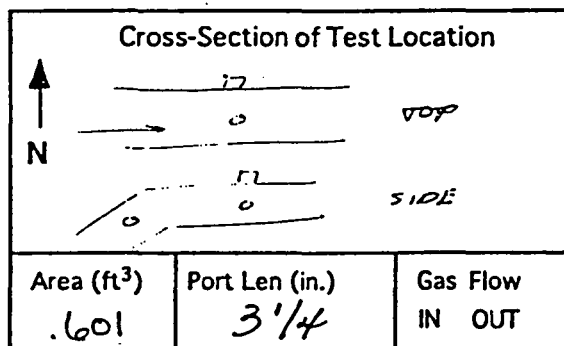 Cross-Section of Test Location
TOP
N
SIDE
Area (ft³) Port Len (in.) Gas Flow
.601 3 1/4 IN OUT